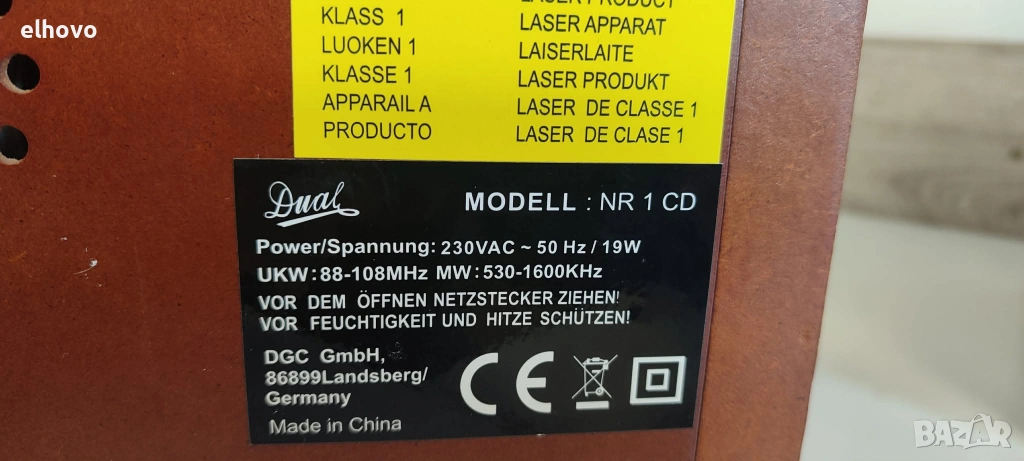 elhovo
KLASS 1
LUOKEN 1
KLASSE 1
APPARAIL A
PRODUCTO
LASER PRODUCT
LASER APPARAT
LAISERLAITE
LASER PRODUKT
LASER DE CLASSE 1
LASER DE CLASE 1
Dual
MODELL : NR 1 CD
Power/Spannung: 230VAC ~ 50 Hz / 19W
UKW: 88-108MHz MW: 530-1600KHz
VOR DEM ÖFFNEN NETZSTECKER ZIEHEN!
VOR FEUCHTIGKEIT UND HITZE SCHÜTZEN!
DGC GmbH,
86899Landsberg/
Germany
Made in China
CE
BAZAR